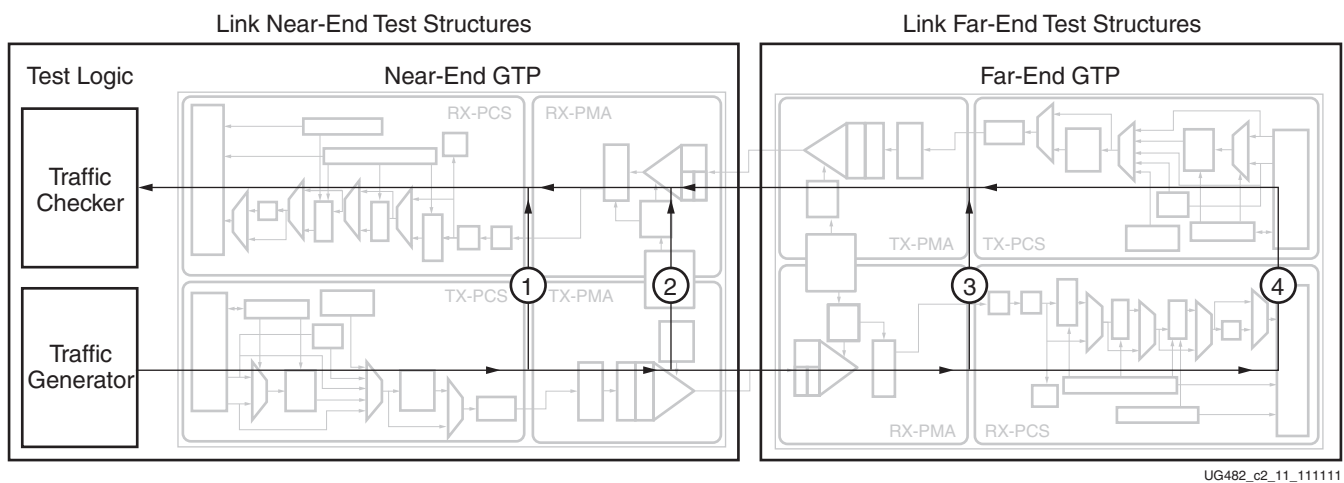 Link Near-End Test Structures
Link Far-End Test Structures
Test Logic
Near-End GTP
Far-End GTP
RX-PCS
RX-PMA
Traffic
Checker
TX-PMA
TX-PCS
1
2
3
4
TX-PCS
TX-PMA
Traffic
Generator
RX-PMA
RX-PCS
UG482_c2_11_111111